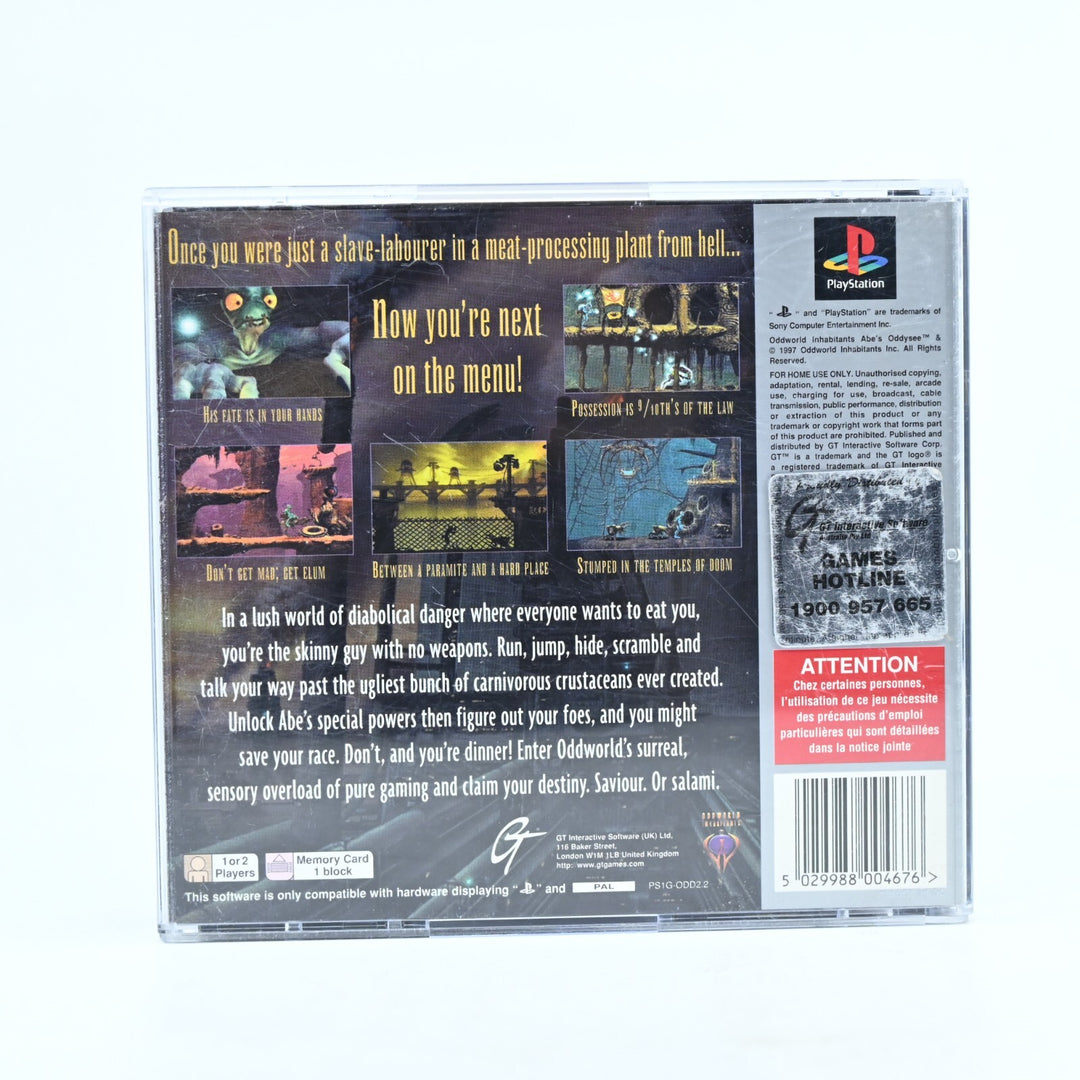 Once you were just a slave-labourer in a meat-processing plant from hell...
Now you're next
on the menu!
His fate is in your hands
Possession is 9/10th's of the law
Don't get mad; get Elum
Between a Paramite and a hard place
Stumped in the temples of doom
In a lush world of diabolical danger where everyone wants to eat you,
you're the skinny guy with no weapons. Run, jump, hide, scramble and
talk your way past the ugliest bunch of carnivorous crustaceans ever created.
Unlock Abe's special powers then figure out your foes, and you might
save your race. Don't, and you're dinner! Enter Oddworld's surreal,
sensory overload of pure gaming and claim your destiny. Saviour. Or salami.
GT
GT Interactive Software (UK) Ltd,
116 Baker Street,
London W1M 1LB United Kingdom
http: www.gtgames.com
ODDWORLD
INHABITANTS
1 or 2
Players
Memory Card
1 block
This software is only compatible with hardware displaying " " and PAL PS1G-ODD2.2
PlayStation
" " and "PlayStation" are trademarks of
Sony Computer Entertainment Inc.
Oddworld Inhabitants Abe's Oddysee™ &
© 1997 Oddworld Inhabitants Inc. All Rights
Reserved.
FOR HOME USE ONLY. Unauthorised copying,
adaptation, rental, lending, re-sale, arcade
use, charging for use, broadcast, cable
transmission, public performance, distribution
or extraction of this product or any
trademark or copyright work that forms part
of this product are prohibited. Published and
distributed by GT Interactive Software Corp.
GT™ is a trademark and the GT logo® is
a registered trademark of GT Interactive
Proudly Distributed
GT Interactive Software
Australia Pty Ltd
GAMES
HOTLINE
1900 957 665
minute
ATTENTION
Chez certaines personnes,
l'utilisation de ce jeu nécessite
des précautions d'emploi
particulières qui sont détaillées
dans la notice jointe
5 029988 004676 >